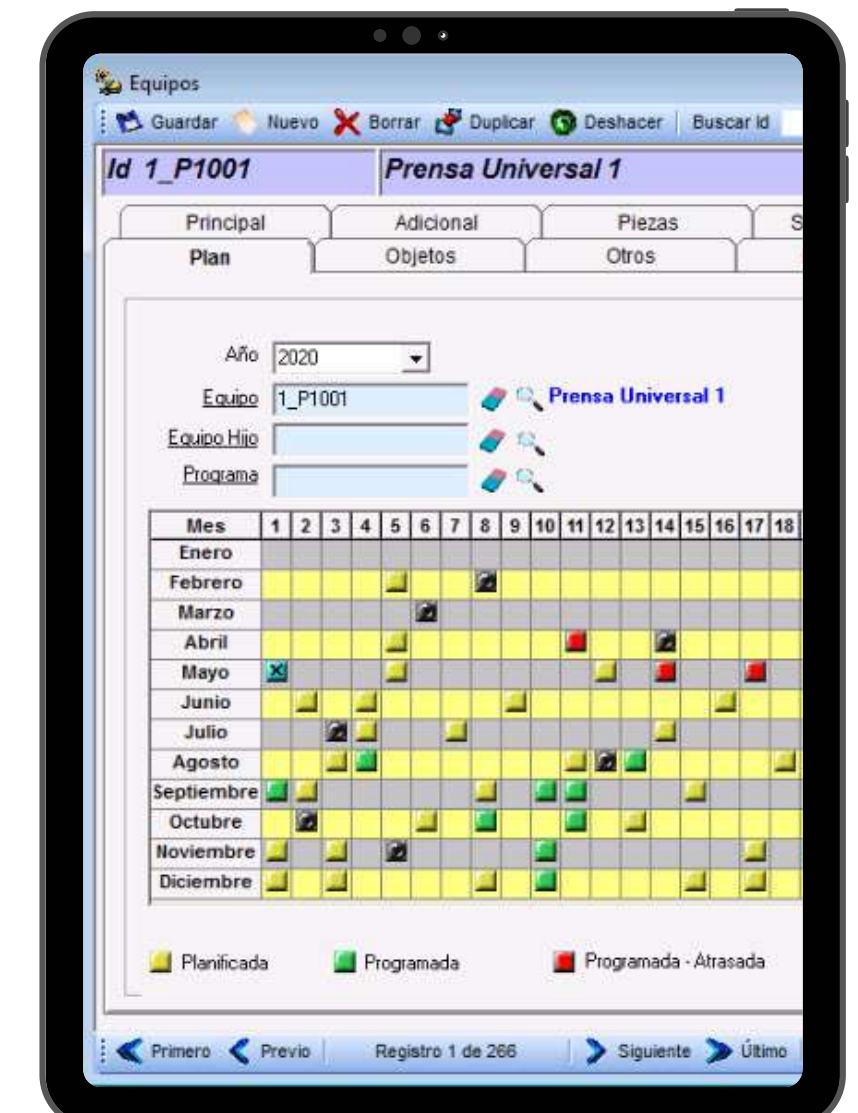 Equipos
Guardar Nuevo Borrar Duplicar Deshacer Buscar Id
Id 1_P1001 Prensa Universal 1
Principal Adicional Piezas S
Plan Objetos Otros
Año 2020
Equipo 1_P1001 Prensa Universal 1
Equipo Hijo
Programa
Mes 1 2 3 4 5 6 7 8 9 10 11 12 13 14 15 16 17 18
Enero
Febrero
Marzo
Abril
Mayo
Junio
Julio
Agosto
Septiembre
Octubre
Noviembre
Diciembre
Planificada Programada Programada - Atrasada
Primero Previo Registro 1 de 266 Siguiente Último